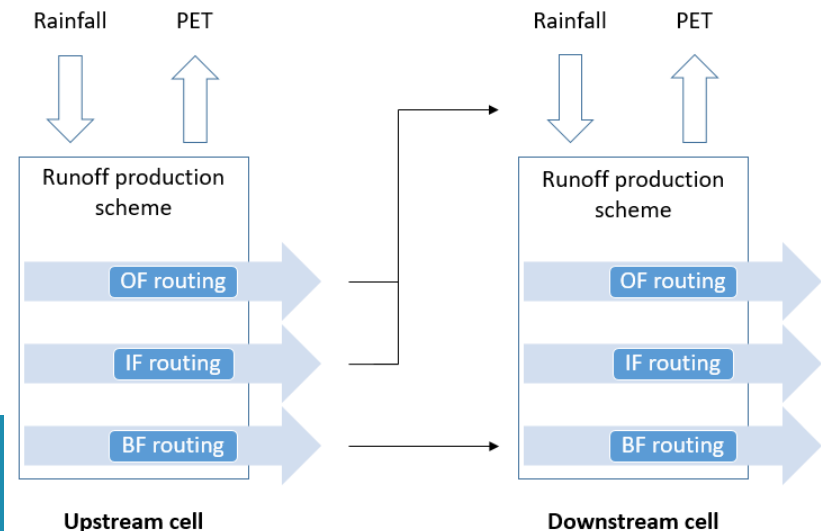 Rainfall PET Rainfall PET
Runoff production
scheme
Runoff production
scheme
OF routing OF routing
IF routing IF routing
BF routing BF routing
Upstream cell Downstream cell